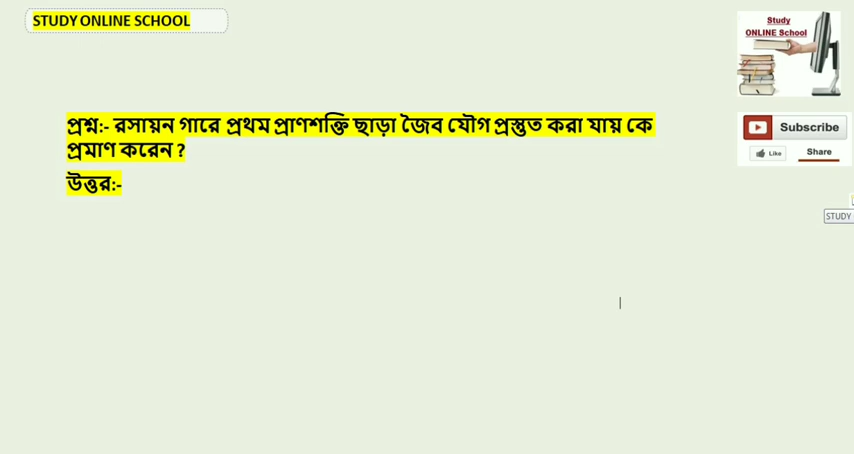 STUDY ONLINE SCHOOL
Study
ONLINE School
প্রশ্ন:- রসায়ন গারে প্রথম প্রাণশক্তি ছাড়া জৈব যৌগ প্রস্তুত করা যায় কে
প্রমাণ করেন ?
উত্তর:-
Subscribe
Like
Share
STUDY